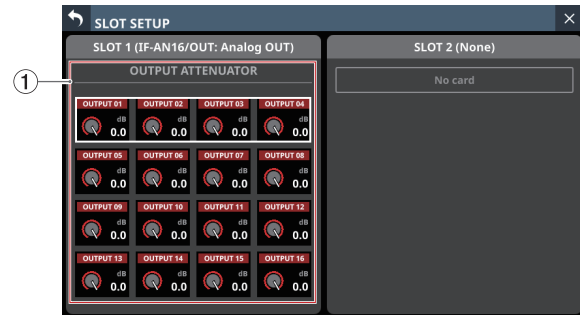 SLOT SETUP
SLOT 1 (IF-AN16/OUT: Analog OUT)
SLOT 2 (None)
1
OUTPUT ATTENUATOR
No card
OUTPUT 01 OUTPUT 02 OUTPUT 03 OUTPUT 04
dB dB dB dB
0.0 0.0 0.0 0.0
OUTPUT 05 OUTPUT 06 OUTPUT 07 OUTPUT 08
dB dB dB dB
0.0 0.0 0.0 0.0
OUTPUT 09 OUTPUT 10 OUTPUT 11 OUTPUT 12
dB dB dB dB
0.0 0.0 0.0 0.0
OUTPUT 13 OUTPUT 14 OUTPUT 15 OUTPUT 16
dB dB dB dB
0.0 0.0 0.0 0.0